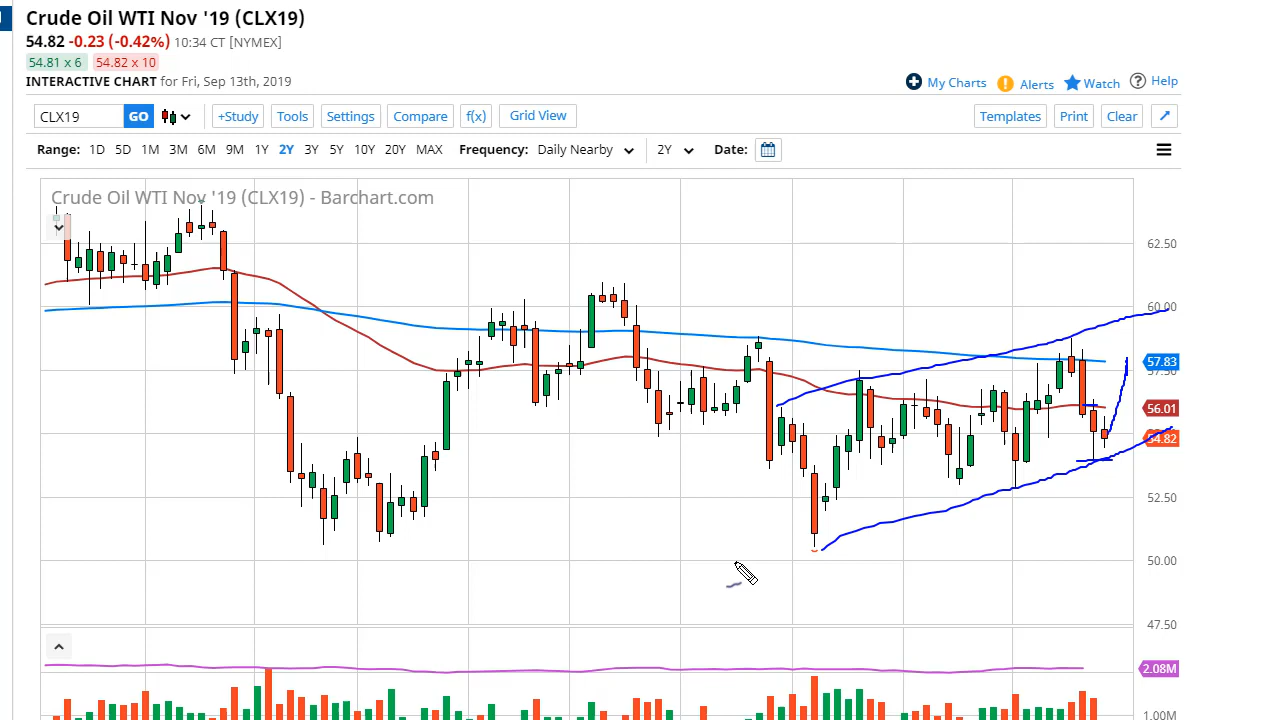 Crude Oil WTI Nov '19 (CLX19)
54.82 -0.23 (-0.42%) 10:34 CT [NYMEX]
54.81 x 6 54.82 x 10
INTERACTIVE CHART for Fri, Sep 13th, 2019
My Charts Alerts Watch Help
CLX19 GO +Study Tools Settings Compare f(x) Grid View Templates Print Clear
Range: 1D 5D 1M 3M 6M 9M 1Y 2Y 3Y 5Y 10Y 20Y MAX Frequency: Daily Nearby 2Y Date:
Crude Oil WTI Nov '19 (CLX19) - Barchart.com
62.50
60.00
57.83
57.50
56.01
54.82
52.50
50.00
47.50
2.08M
1.00M